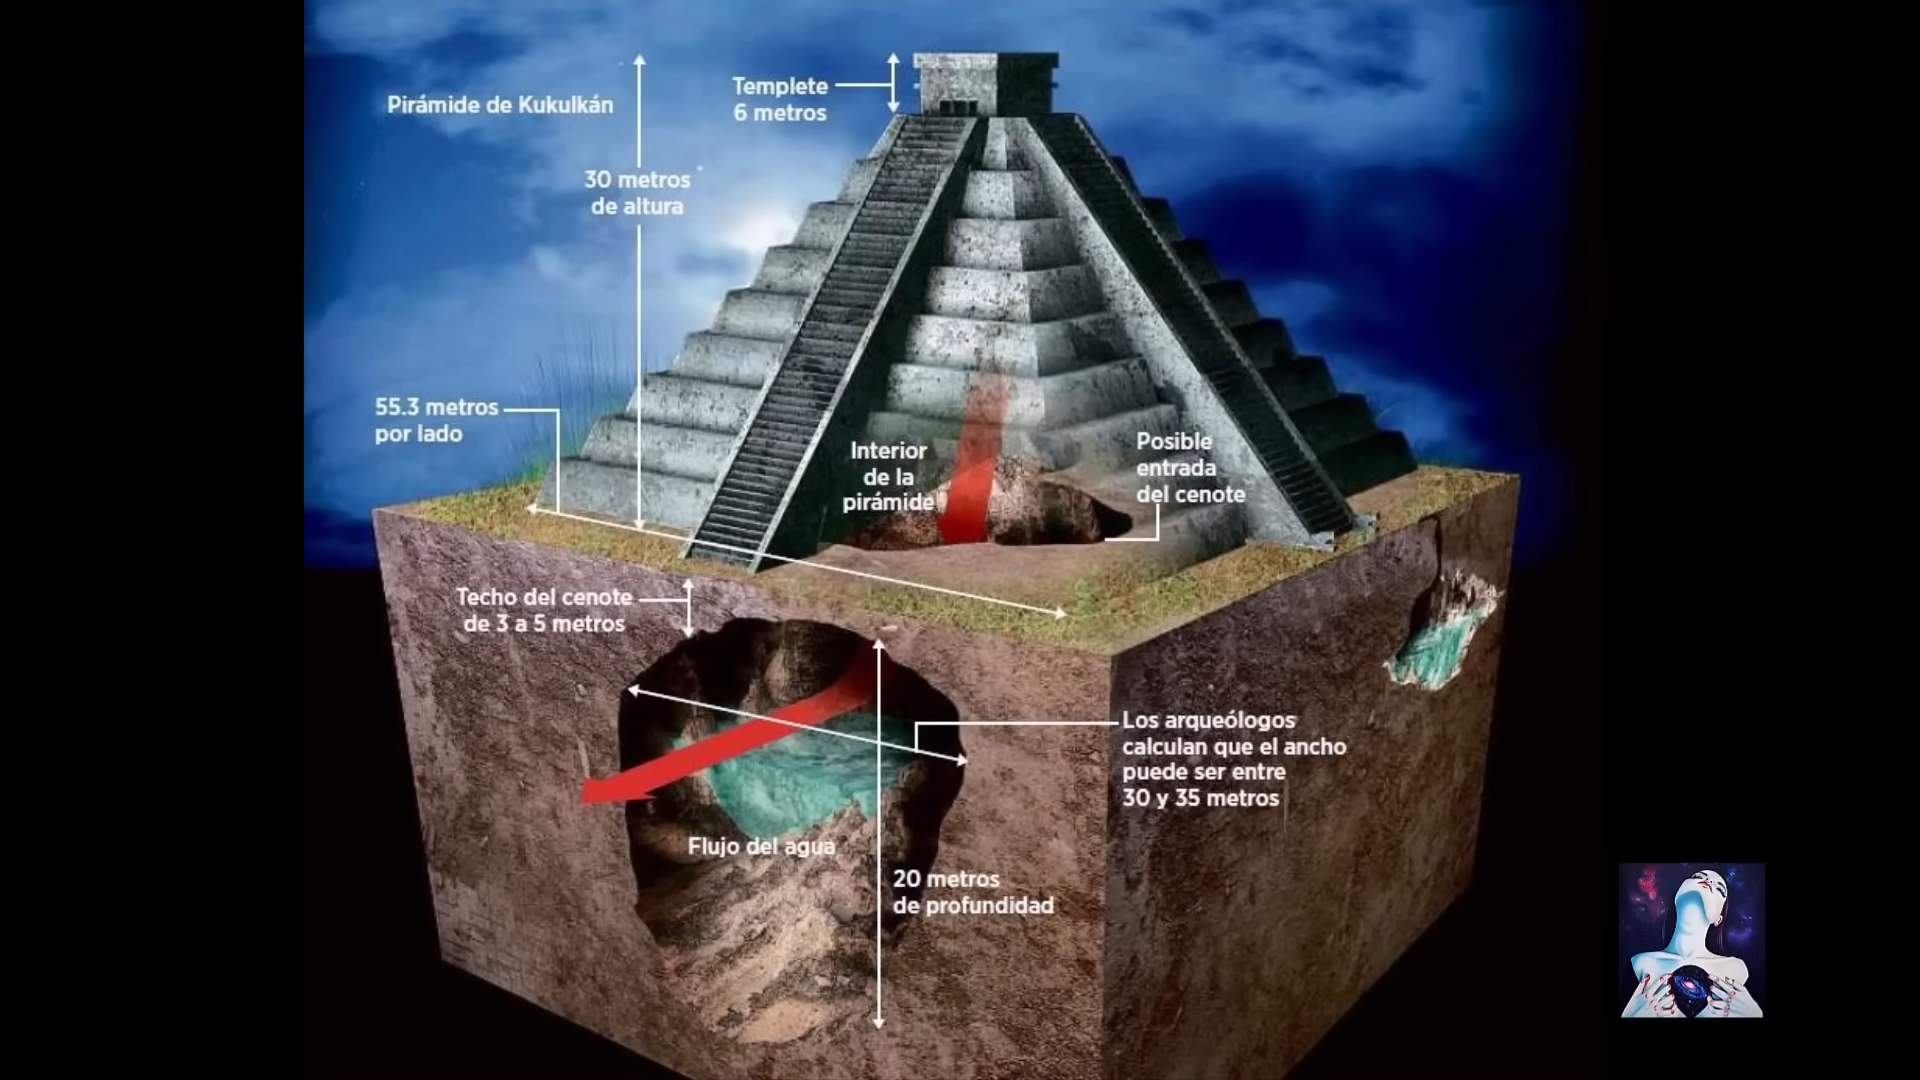 Pirámide de Kukulkán
Templete
6 metros
30 metros
de altura
55.3 metros
por lado
Interior
de la
pirámide
Posible
entrada
del cenote
Techo del cenote
de 3 a 5 metros
Los arqueólogos
calculan que el ancho
puede ser entre
30 y 35 metros
Flujo del agua
20 metros
de profundidad